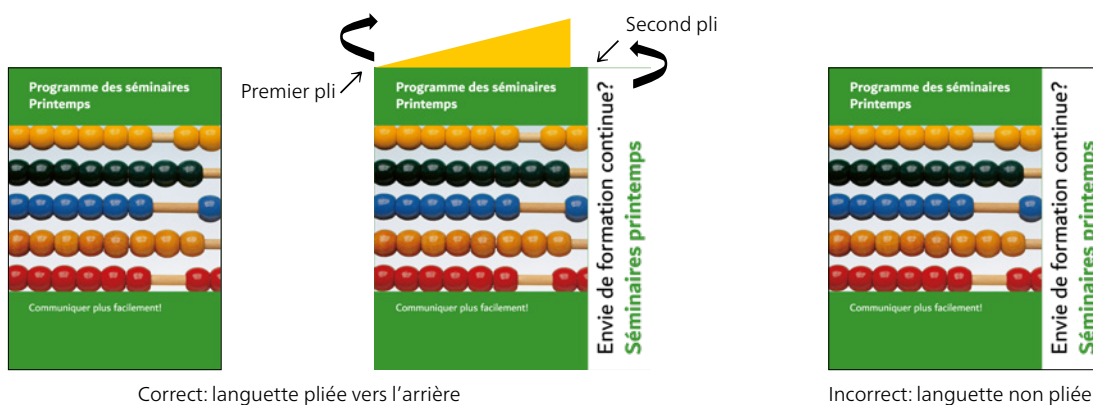 Second pli
Premier pli
Programme des séminaires
Printemps
Communiquer plus facilement!
Programme des séminaires
Printemps
Communiquer plus facilement!
Envie de formation continue?
Séminaires printemps
Programme des séminaires
Printemps
Communiquer plus facilement!
Envie de formation continue?
Séminaires printemps
Correct: languette pliée vers l’arrière
Incorrect: languette non pliée